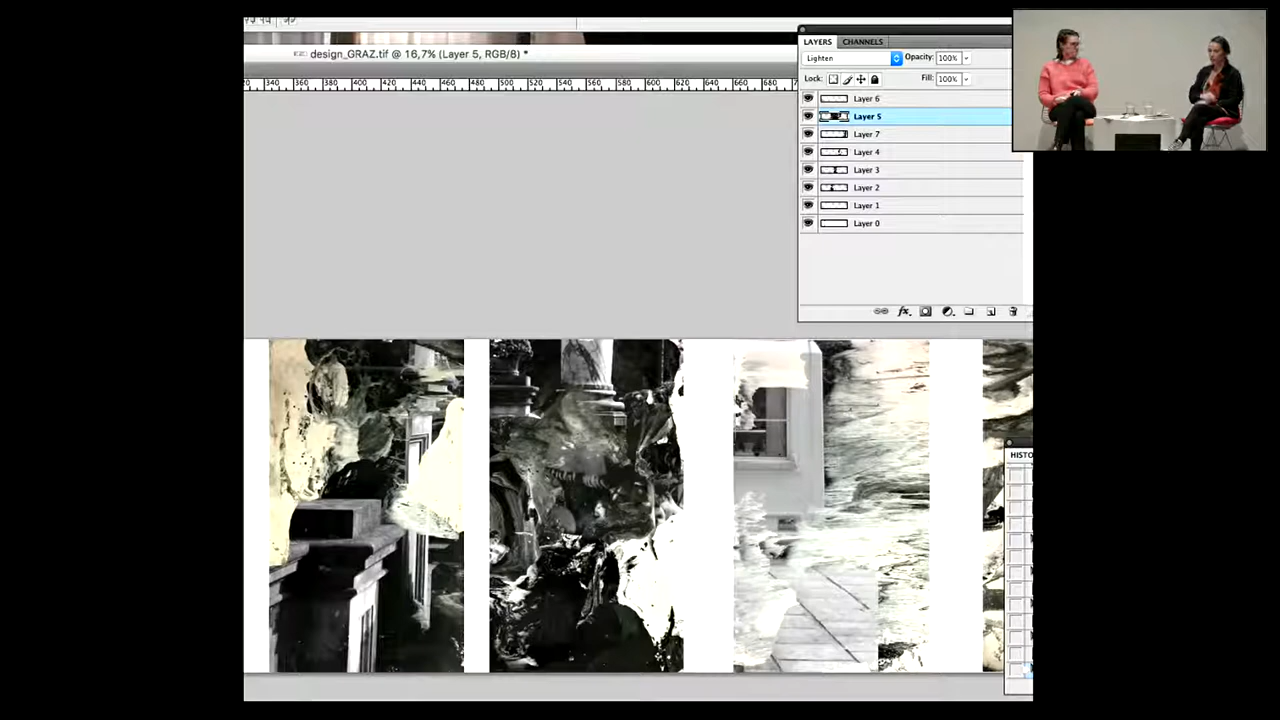 design_GRAZ.tif @ 16,7% (Layer 5, RGB/8) *
20 340 360 380 400 420 440 460 480 500 520 540 560 580 600 620 640 660 680
LAYERS CHANNELS
Lighten Opacity: 100%
Lock: Fill: 100%
Layer 6
Layer 5
Layer 7
Layer 4
Layer 3
Layer 2
Layer 1
Layer 0
fx
HISTO